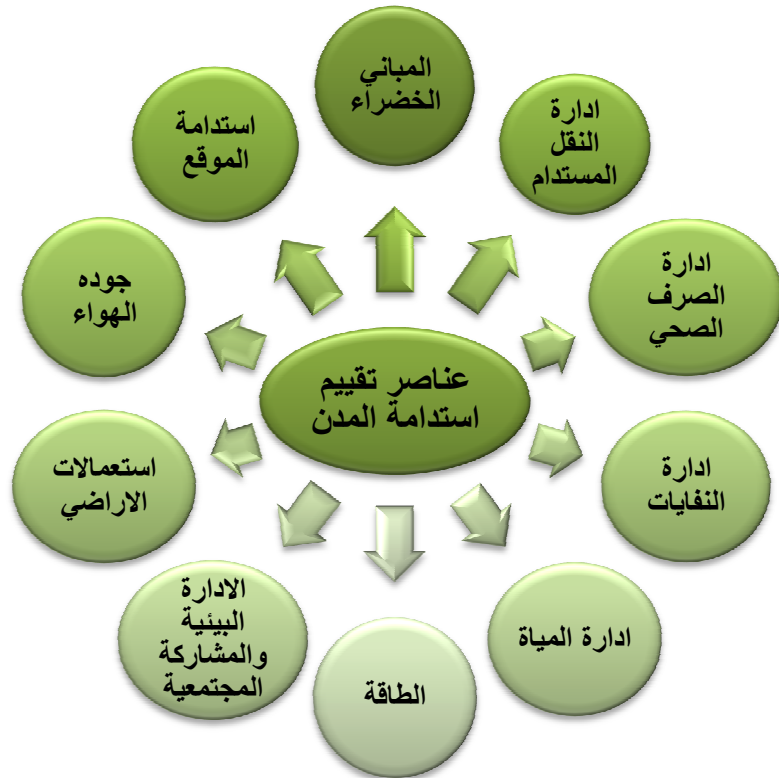 عناصر تقييم
استدامة المدن
المباني
الخضراء
ادارة
النقل
المستدام
ادارة
الصرف
الصحي
ادارة
النفايات
ادارة المياة
الطاقة
الادارة
البيئية
والمشاركة
المجتمعية
استعمالات
الاراضي
جوده
الهواء
استدامة
الموقع